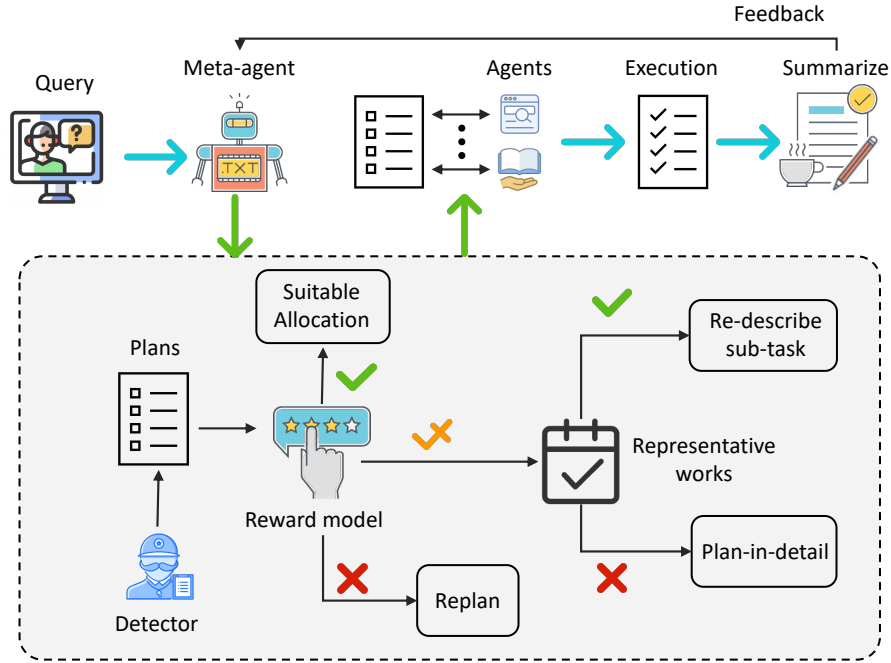 Feedback
Query
Meta-agent
Agents
Execution
Summarize
?
.TXT
Suitable
Allocation
Plans
Re-describe
sub-task
Representative
works
Reward model
Plan-in-detail
Replan
Detector